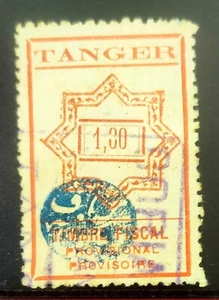 TANGER
1,00
TIMBRE FISCAL
PROVISIONAL
PROVISOIRE